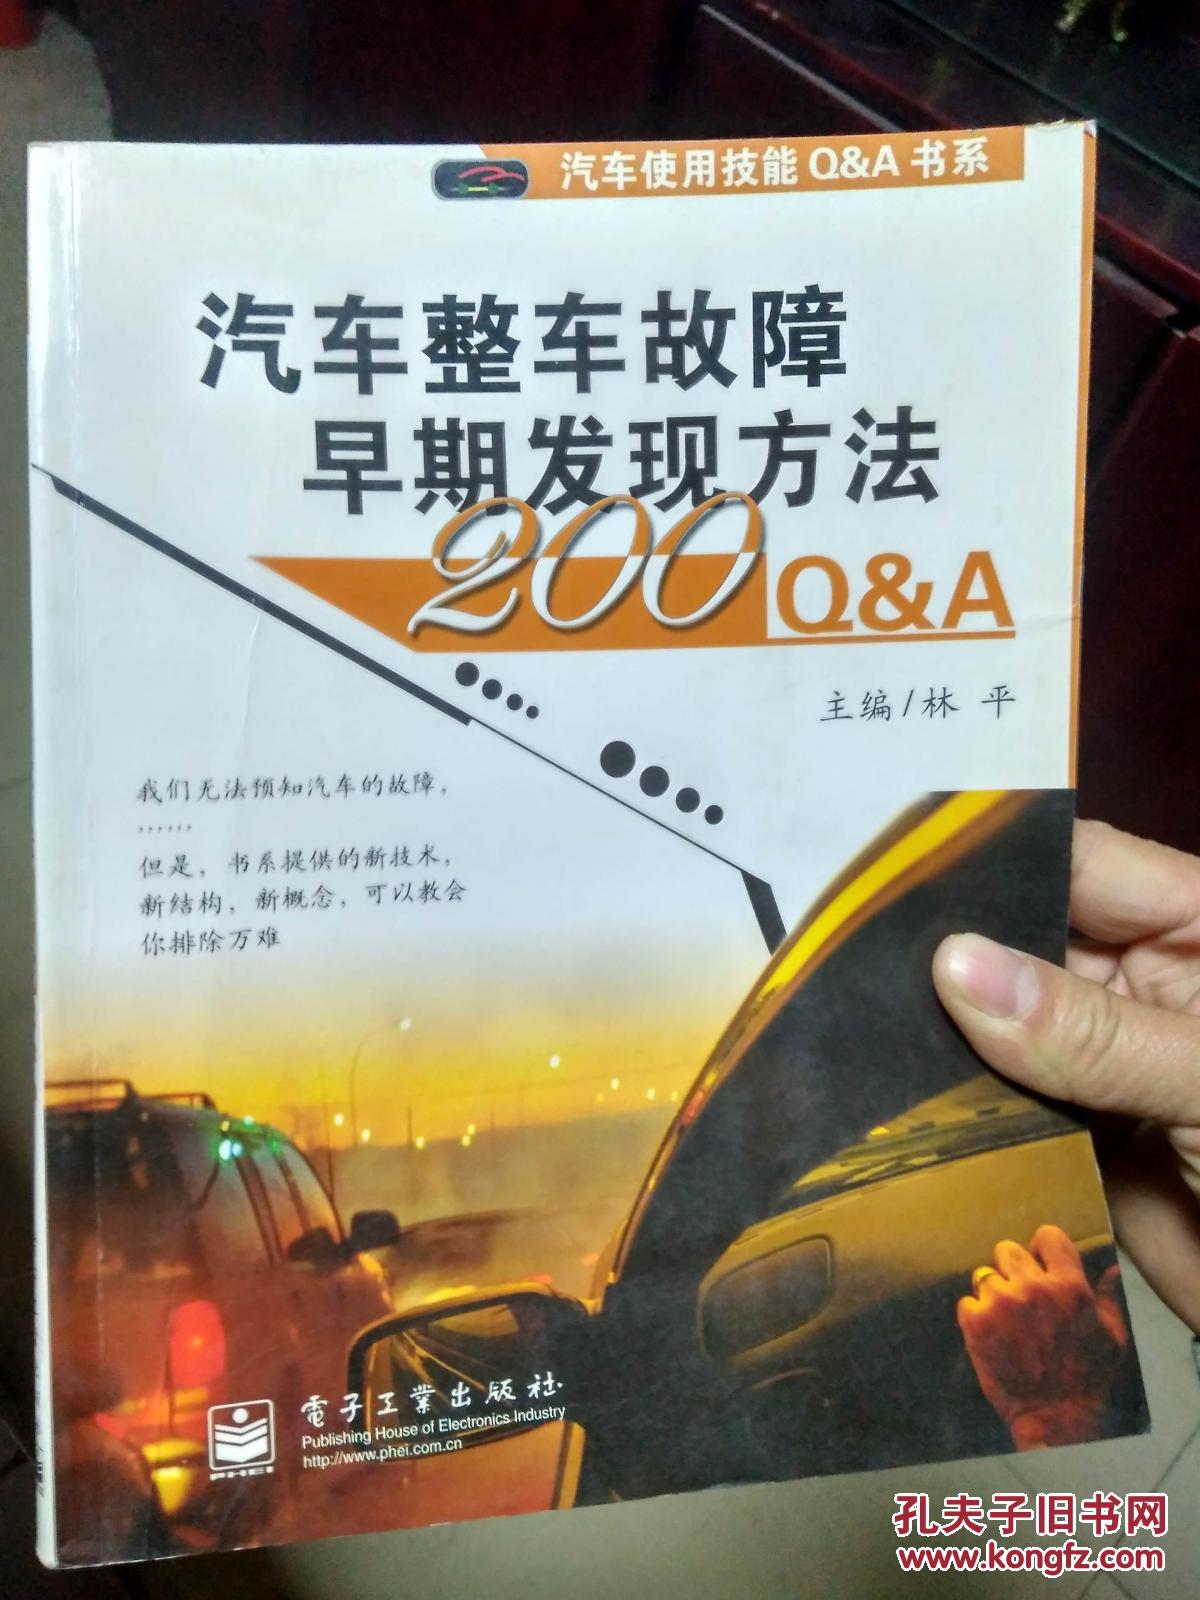 汽车使用技能Q&A书系
汽车整车故障
早期发现方法
200 Q&A
主编/林 平
我们无法预知汽车的故障，
,,,,,,
但是，书系提供的新技术，
新结构，新概念，可以教会
你排除万难
電子工業出版社
Publishing House of Electronics Industry
http://www.phei.com.cn
PHEI
孔夫子旧书网
www.kongfz.com